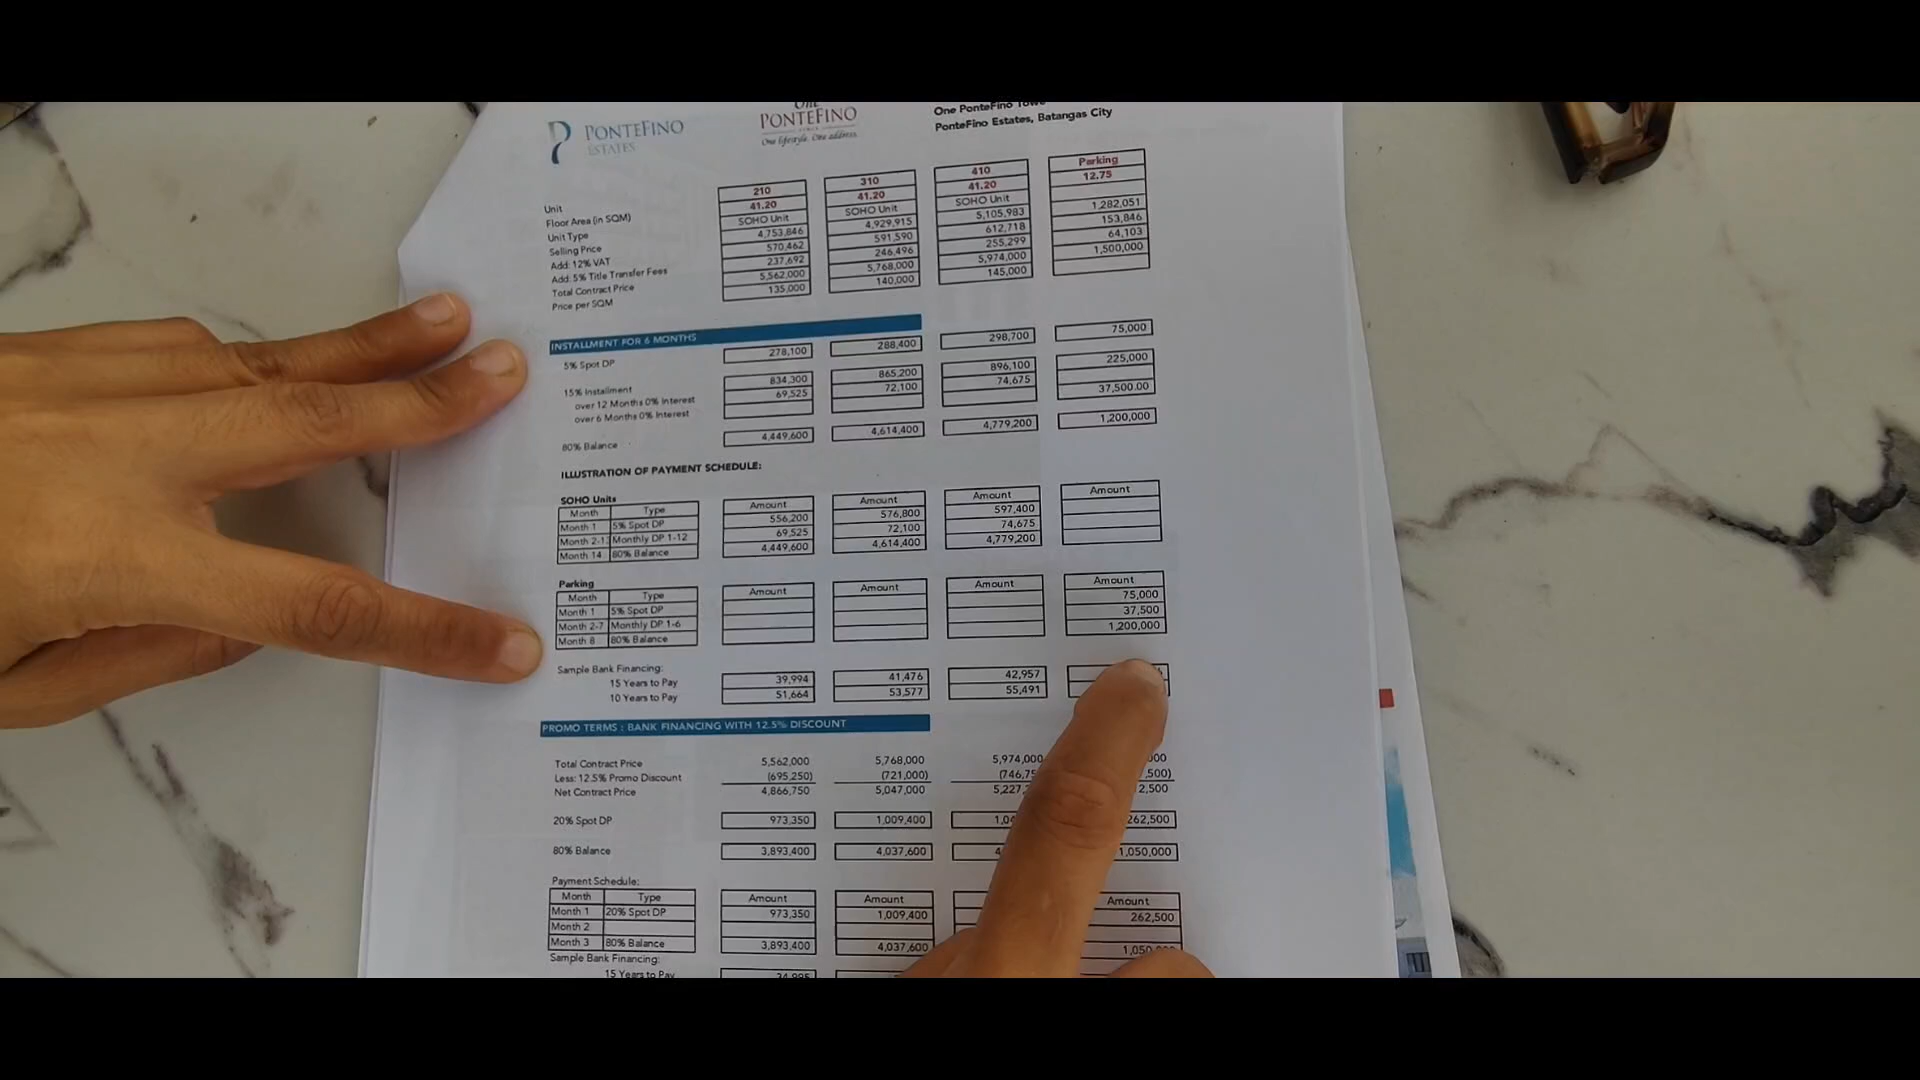 PONTEFINO
ESTATES
One
PONTEFINO
TOWER
One lifestyle. One address.
One PonteFino
PonteFino Estates, Batangas City
Unit 210 310 410 Parking
Floor Area (in SQM) 41.20 41.20 41.20 12.75
Unit Type SOHO Unit SOHO Unit SOHO Unit
Selling Price 4,753,846 4,929,915 5,105,983 1,282,051
Add: 12% VAT 570,462 591,590 612,718 153,846
Add: 5% Title Transfer Fees 237,692 246,496 255,299 64,103
Total Contract Price 5,562,000 5,768,000 5,974,000 1,500,000
Price per SQM 135,000 140,000 145,000
INSTALLMENT FOR 6 MONTHS
5% Spot DP 278,100 288,400 298,700 75,000
15% Installment 834,300 865,200 896,100 225,000
over 12 Months 0% Interest 69,525 72,100 74,675
over 6 Months 0% Interest 37,500.00
80% Balance 4,449,600 4,614,400 4,779,200 1,200,000
ILLUSTRATION OF PAYMENT SCHEDULE:
SOHO Units
Month Type Amount Amount Amount Amount
Month 1 5% Spot DP 556,200 576,800 597,400
Month 2-13 Monthly DP 1-12 69,525 72,100 74,675
Month 14 80% Balance 4,449,600 4,614,400 4,779,200
Parking
Month Type Amount Amount Amount Amount
Month 1 5% Spot DP 75,000
Month 2-7 Monthly DP 1-6 37,500
Month 8 80% Balance 1,200,000
Sample Bank Financing:
15 Years to Pay 39,994 41,476 42,957
10 Years to Pay 51,664 53,577 55,491
PROMO TERMS : BANK FINANCING WITH 12.5% DISCOUNT
Total Contract Price 5,562,000 5,768,000 5,974,000
Less: 12.5% Promo Discount (695,250) (721,000)
Net Contract Price 4,866,750 5,047,000
20% Spot DP 973,350 1,009,400 262,500
80% Balance 3,893,400 4,037,600 1,050,000
Payment Schedule:
Month Type Amount Amount Amount
Month 1 20% Spot DP 973,350 1,009,400 262,500
Month 2
Month 3 80% Balance 3,893,400 4,037,600
Sample Bank Financing:
15 Years to Pay